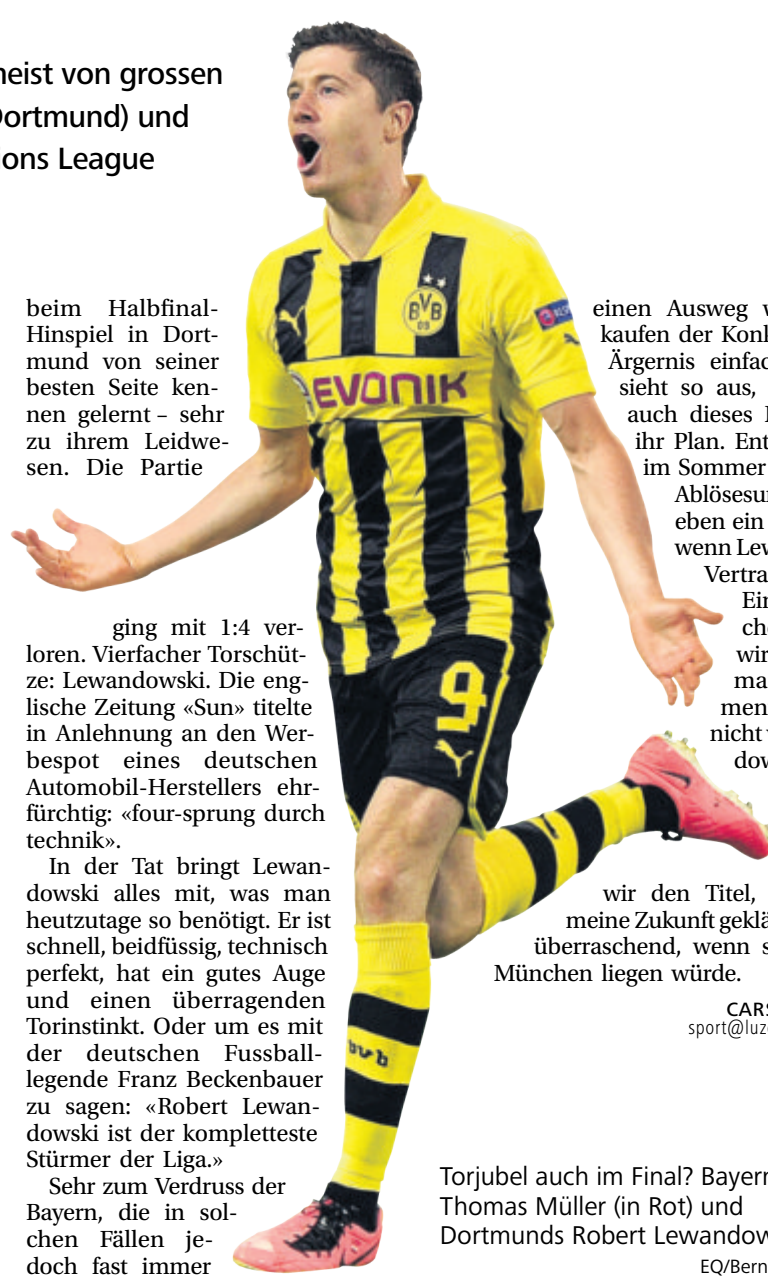 neist von grossen
Dortmund) und
ions League
beim Halbfinal-
Hinspiel in Dort-
mund von seiner
besten Seite ken-
nen gelernt – sehr
zu ihrem Leidwe-
sen. Die Partie
ging mit 1:4 ver-
loren. Vierfacher Torschüt-
ze: Lewandowski. Die eng-
lische Zeitung «Sun» titelte
in Anlehnung an den Wer-
bespot eines deutschen
Automobil-Herstellers ehr-
fürchtig: «four-sprung durch
technik».
In der Tat bringt Lewan-
dowski alles mit, was man
heutzutage so benötigt. Er ist
schnell, beidfüssig, technisch
perfekt, hat ein gutes Auge
und einen überragenden
Torinstinkt. Oder um es mit
der deutschen Fussball-
legende Franz Beckenbauer
zu sagen: «Robert Lewan-
dowski ist der kompletteste
Stürmer der Liga.»
Sehr zum Verdruss der
Bayern, die in sol-
chen Fällen je-
doch fast immer
BVB
09
EVONIK
9
bvb
einen Ausweg w
kaufen der Konk
Ärgernis einfac
sieht so aus,
auch dieses
ihr Plan. Ent
im Sommer
Ablösesu
eben ein
wenn Lew
Vertra
Ein
che
wir
ma
men
nicht
dow
wir den Titel,
meine Zukunft geklä
überraschend, wenn s
München liegen würde.
CARS
sport@luz
Torjubel auch im Final? Bayern
Thomas Müller (in Rot) und
Dortmunds Robert Lewandow
EQ/Bern